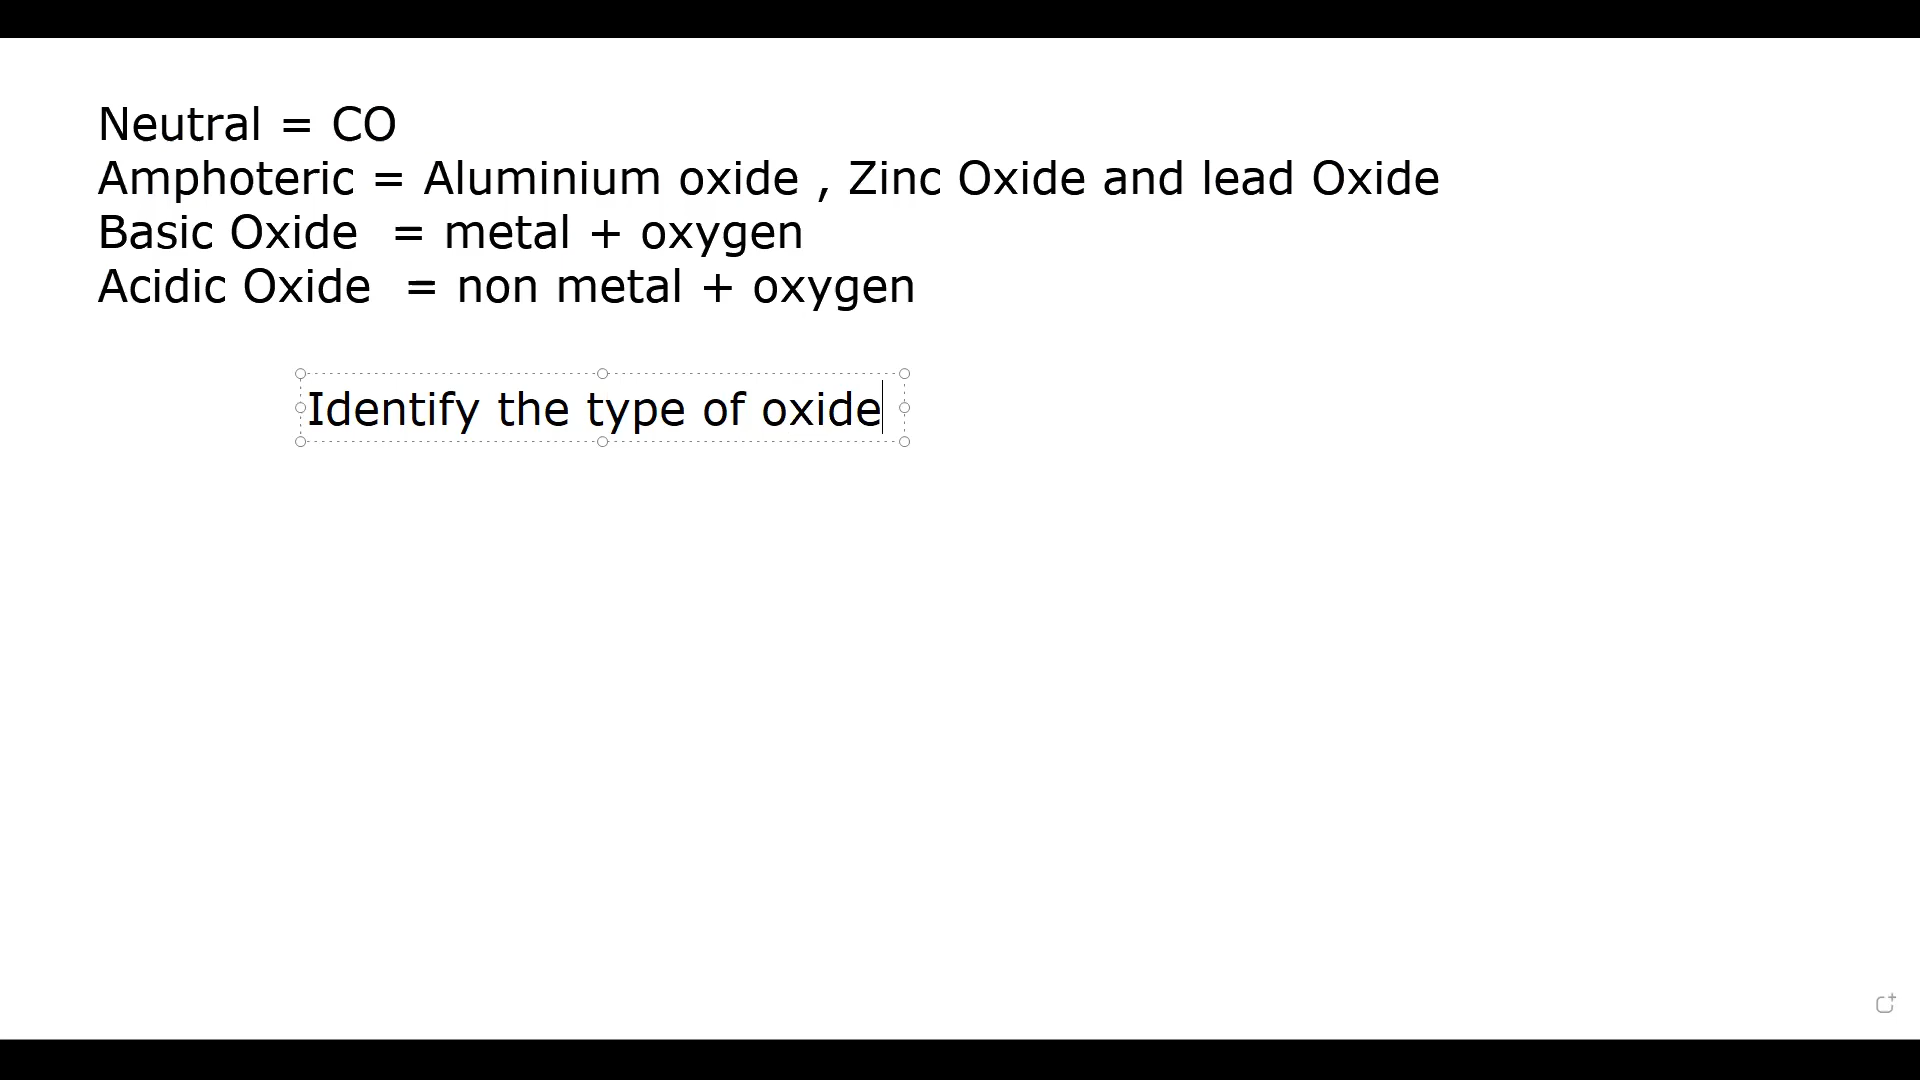 Neutral = CO
Amphoteric = Aluminium oxide , Zinc Oxide and lead Oxide
Basic Oxide  = metal + oxygen
Acidic Oxide  = non metal + oxygen
Identify the type of oxide